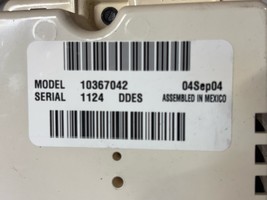 MODEL 10367042 04Sep04
SERIAL 1124 DDES ASSEMBLED IN MEXICO